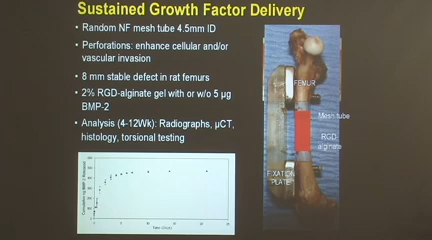 Sustained Growth Factor Delivery
• Random NF mesh tube 4.5mm ID
• Perforations: enhance cellular and/or
vascular invasion
• 8 mm stable defect in rat femurs
• 2% RGD-alginate gel with or w/o 5 µg
BMP-2
• Analysis (4-12Wk): Radiographs, µCT,
histology, torsional testing
FEMUR
Mesh tube
RGD-
alginate
FIXATION
PLATE